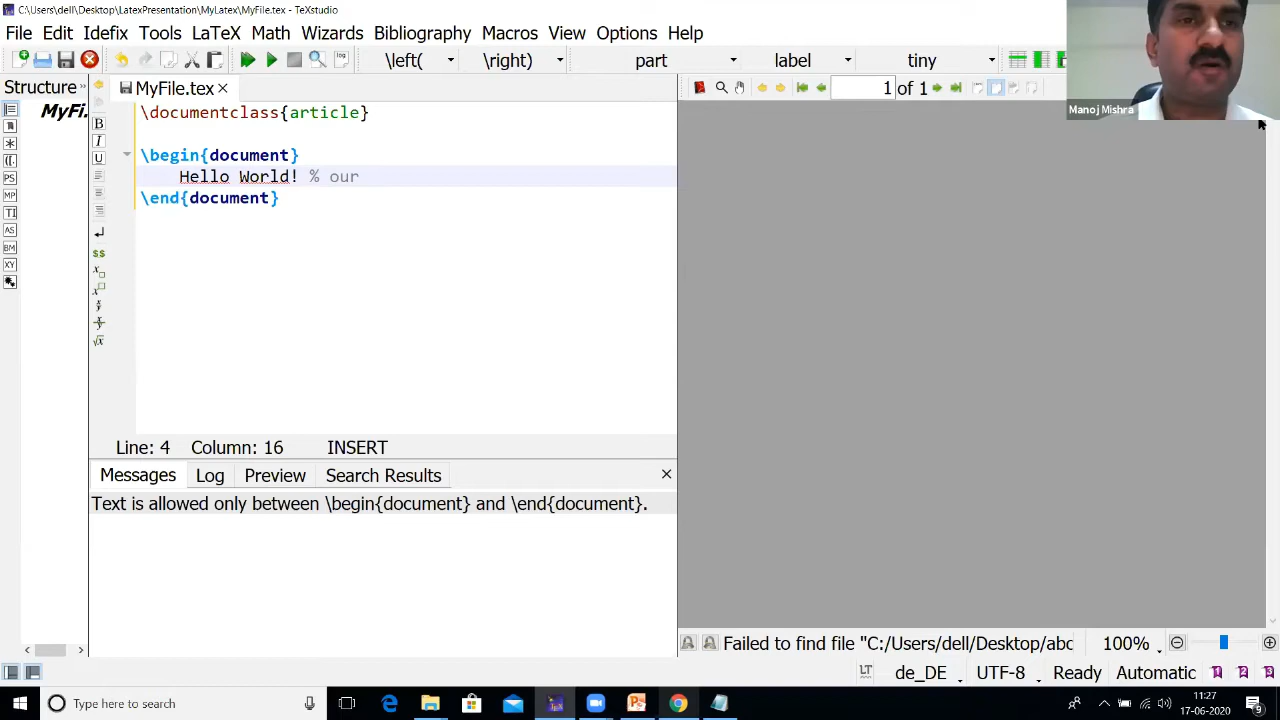 C:\Users\dell\Desktop\LatexPresentation\MyLatex\MyFile.tex - TeXstudio
File Edit Idefix Tools LaTeX Math Wizards Bibliography Macros View Options Help
\left( \right) part label tiny
Structure MyFile.tex 1 of 1
MyFi.
\documentclass{article}
\begin{document}
Hello World! % our
\end{document}
Manoj Mishra
Line: 4 Column: 16 INSERT
Messages Log Preview Search Results
Text is allowed only between \begin{document} and \end{document}.
Failed to find file "C:/Users/dell/Desktop/abc 100%
de_DE UTF-8 Ready Automatic
Type here to search
11:27
17-06-2020